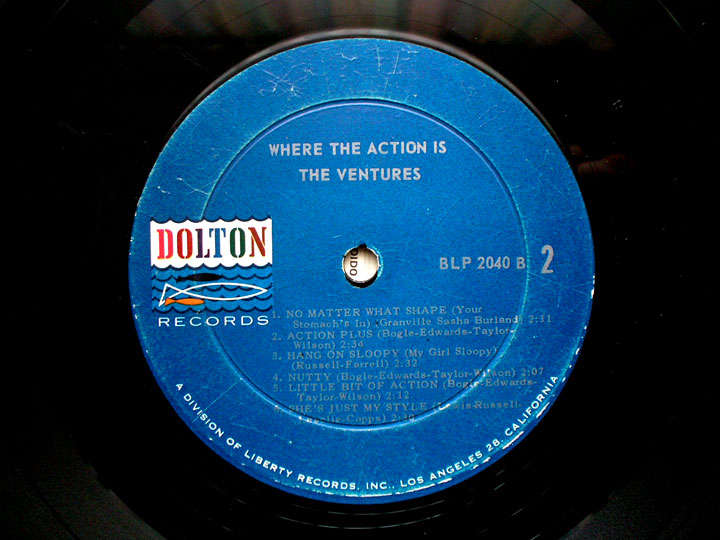 WHERE THE ACTION IS
THE VENTURES
DOLTON
RECORDS
BLP 2040 B 2
DIDO
1. NO MATTER WHAT SHAPE (Your
Stomach's In) (Granville Sasha Burland) 2:11
2. ACTION PLUS (Bogle-Edwards-Taylor-
Wilson) 2:34
3. HANG ON SLOOPY (My Girl Sloopy)
(Russell-Farrell) 2:32
4. NUTTY (Bogle-Edwards-Taylor-Wilson) 2:07
5. LITTLE BIT OF ACTION (Bogle-Edwards-
Taylor-Wilson) 2:12
6. SHE'S JUST MY STYLE (Lewis-Russell-
A DIVISION OF LIBERTY RECORDS, INC., LOS ANGELES 28, CALIFORNIA